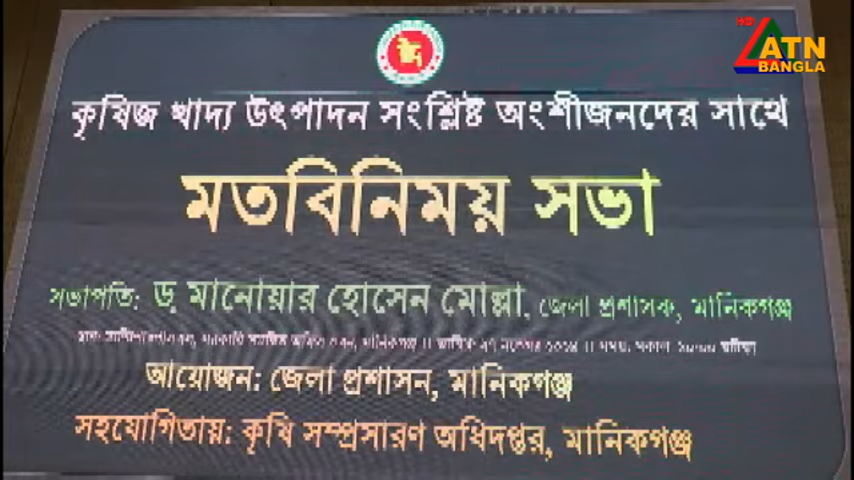 ATN
BANGLA
কৃষিজ খাদ্য উৎপাদন সংশ্লিষ্ট অংশীজনদের সাথে
মতবিনিময় সভা
সভাপতি: ড. মানোয়ার হোসেন মোল্লা, জেলা প্রশাসক, মানিকগঞ্জ
আয়োজন: জেলা প্রশাসন, মানিকগঞ্জ
সহযোগিতায়: কৃষি সম্প্রসারণ অধিদপ্তর, মানিকগঞ্জ